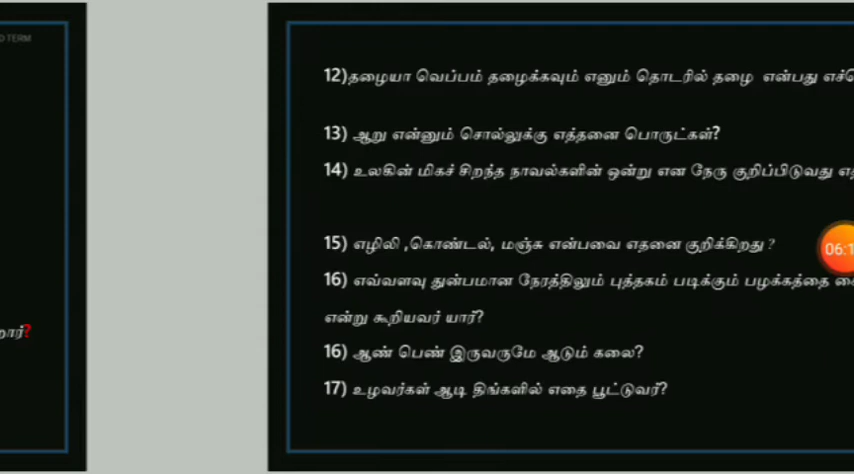 TERM
12)தழையா வெப்பம் தழைக்கவும் எனும் தொடரில் தழை என்பது
13) ஆறு என்னும் சொல்லுக்கு எத்தனை பொருட்கள்?
14) உலகின் மிகச் சிறந்த நாவல்களின் ஒன்று என நேரு குறிப்பிடுவது
15) எழிலி ,கொண்டல், மஞ்சு என்பவை எதனை குறிக்கிறது ?
06:1
16) எவ்வளவு துன்பமான நேரத்திலும் புத்தகம் படிக்கும் பழக்கத்தை
என்று கூறியவர் யார்?
16) ஆண் பெண் இருவருமே ஆடும் கலை?
17) உழவர்கள் ஆடி திங்களில் எதை பூட்டுவர்?